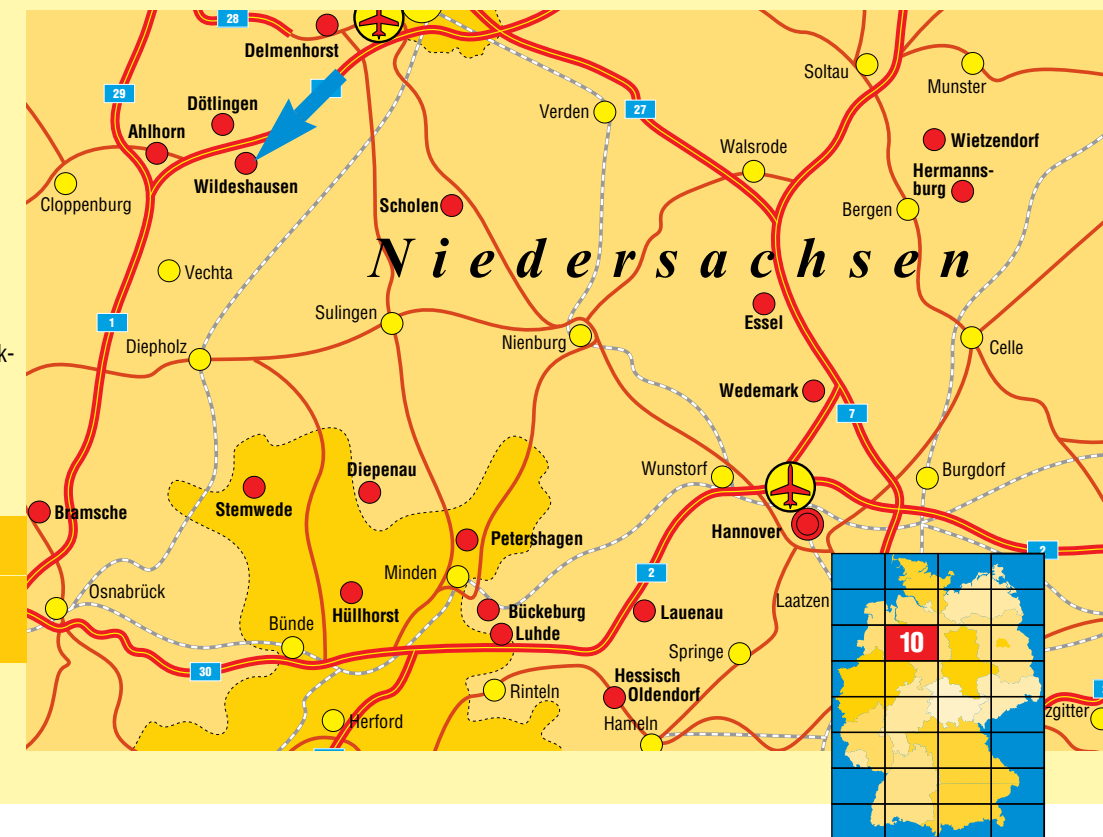 28
Delmenhorst
Soltau
Munster
29
Dötlingen
Verden
27
Ahlhorn
Walsrode
Wietzendorf
Wildeshausen
Hermanns-
burg
Cloppenburg
Scholen
Bergen
Niedersachsen
Vechta
Essel
Sulingen
1
Nienburg
Celle
Diepholz
k-
Wedemark
7
Wunstorf
Burgdorf
Diepenau
Stemwede
Bramsche
Hannover
Petershagen
2
Minden
2
Osnabrück
Hüllhorst
Bückeburg
Lauenau
Laatzen
Bünde
Luhde
10
30
Springe
Hessisch
Oldendorf
Rinteln
Herford
Hameln
zgitter